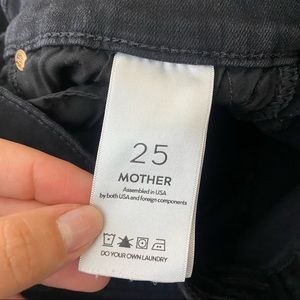 25
MOTHER
Assembled in USA
by both USA and foreign components
DO YOUR OWN LAUNDRY